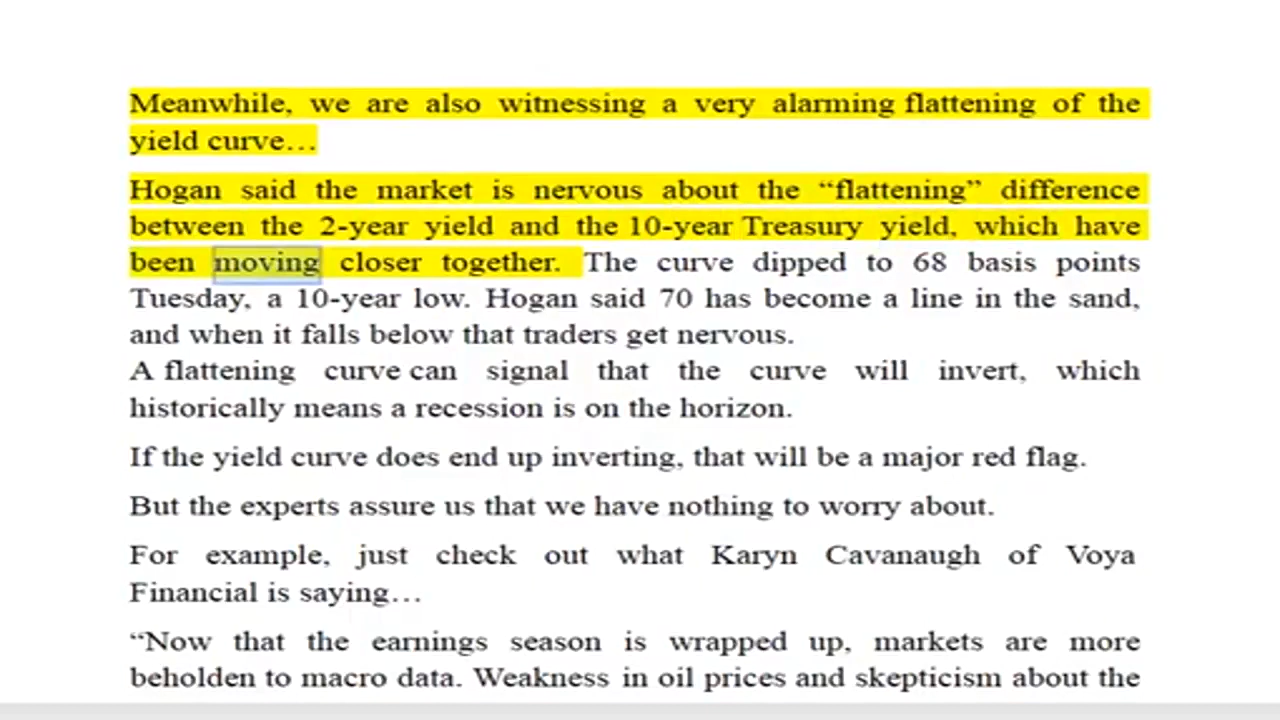 Meanwhile, we are also witnessing a very alarming flattening of the
yield curve…
Hogan said the market is nervous about the “flattening” difference
between the 2-year yield and the 10-year Treasury yield, which have
been moving closer together. The curve dipped to 68 basis points
Tuesday, a 10-year low. Hogan said 70 has become a line in the sand,
and when it falls below that traders get nervous.
A flattening curve can signal that the curve will invert, which
historically means a recession is on the horizon.
If the yield curve does end up inverting, that will be a major red flag.
But the experts assure us that we have nothing to worry about.
For example, just check out what Karyn Cavanaugh of Voya
Financial is saying…
“Now that the earnings season is wrapped up, markets are more
beholden to macro data. Weakness in oil prices and skepticism about the